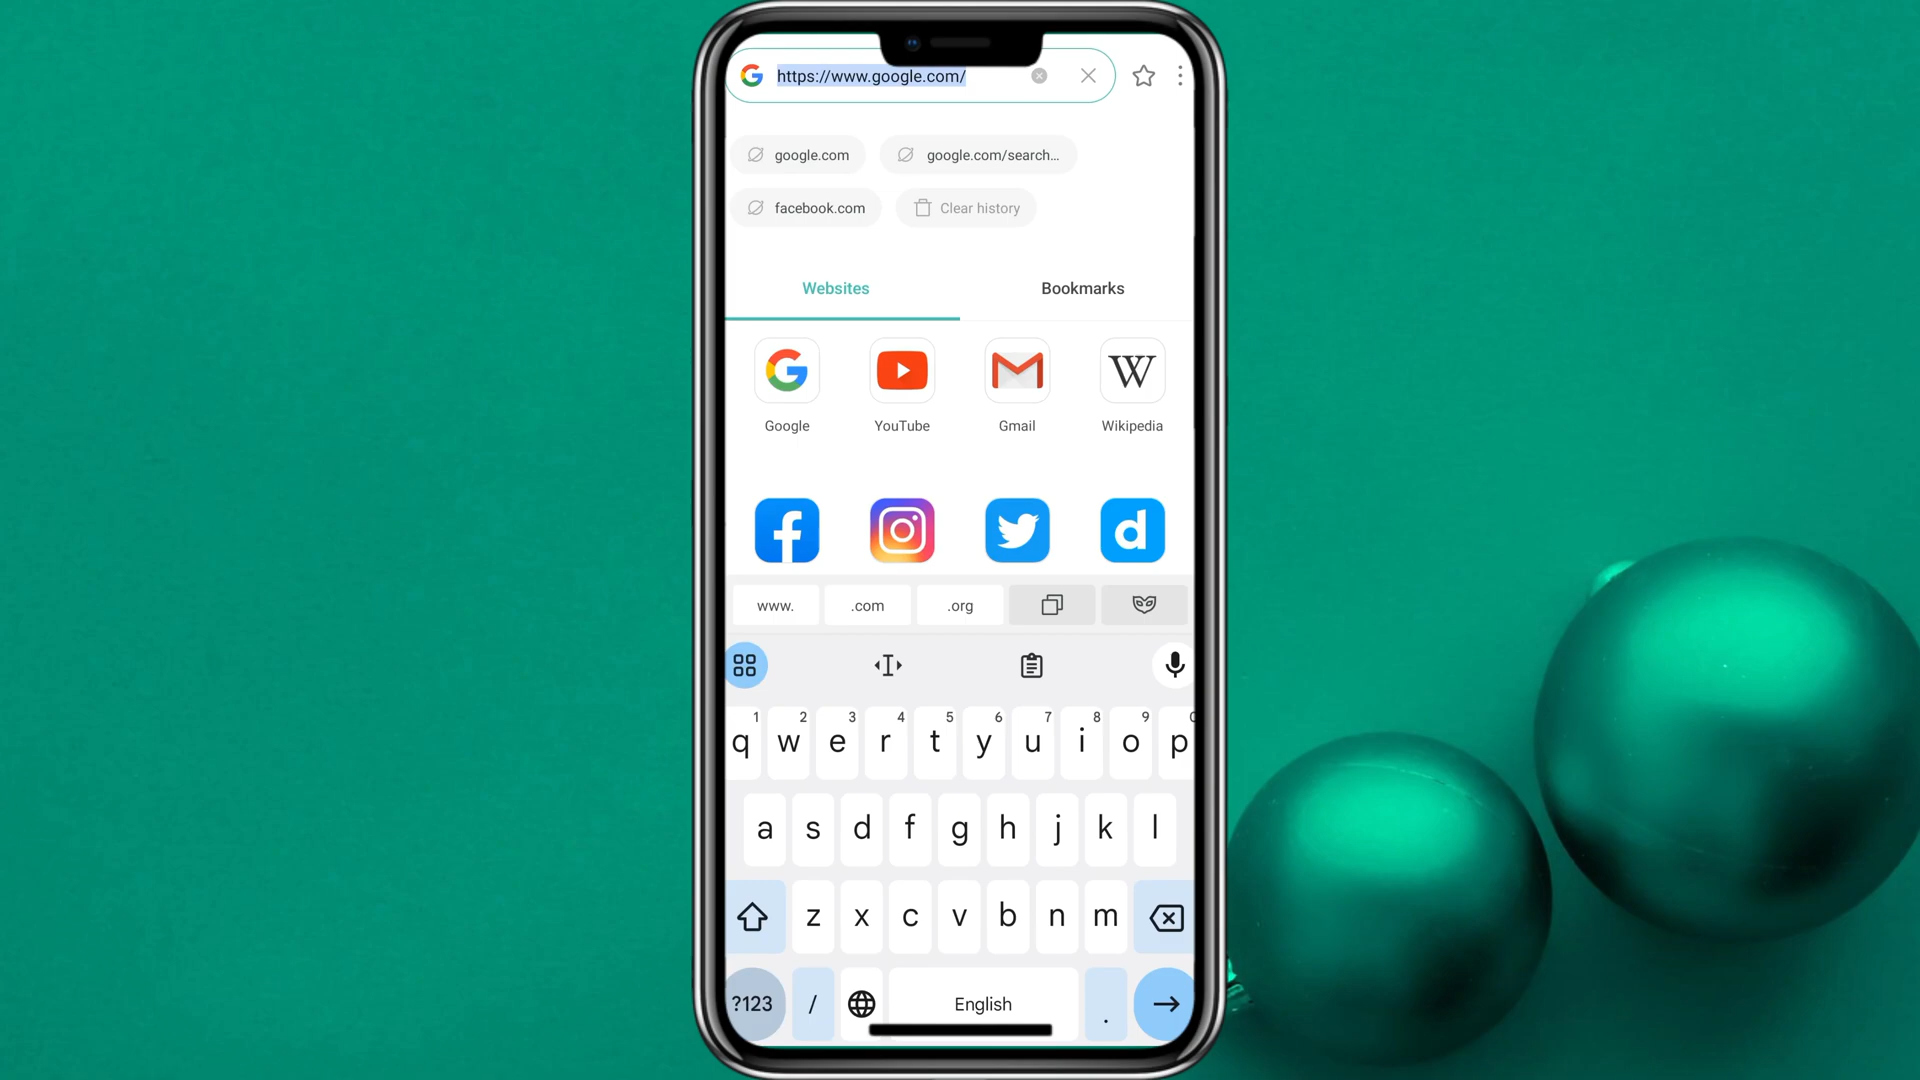 https://www.google.com/
google.com google.com/search...
facebook.com Clear history
Websites Bookmarks
Google YouTube Gmail Wikipedia
www. .com .org
1 2 3 4 5 6 7 8 9 0
q w e r t y u i o p
a s d f g h j k l
z x c v b n m
?123 / English .